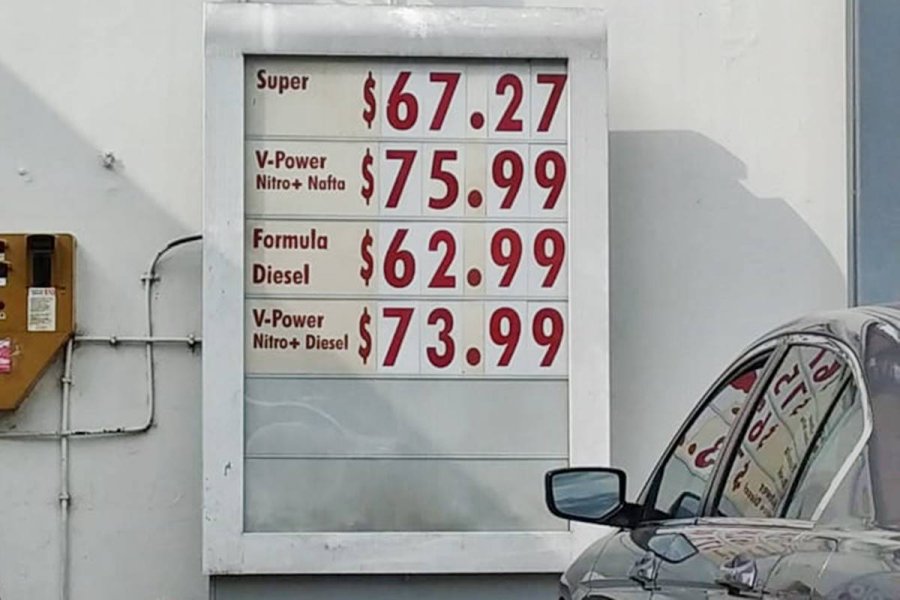 Super $67.27
V-Power $75.99
Nitro+ Nafta
Formula $62.99
Diesel
V-Power $73.99
Nitro+ Diesel